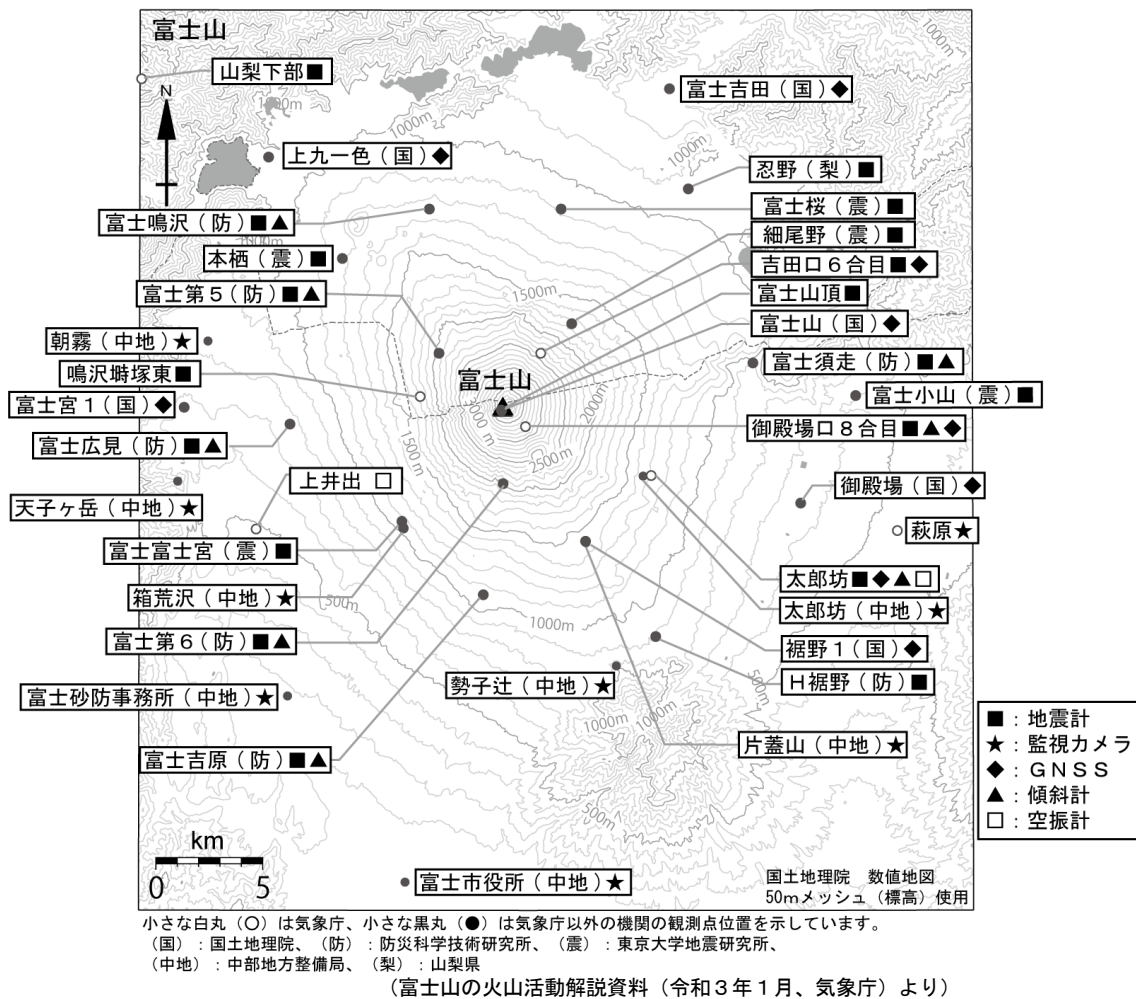 富士山
山梨下部■
N
富士吉田（国）◆
上九一色（国）◆
忍野（梨）■
富士鳴沢（防）■▲
富士桜（震）■
細尾野（震）■
本栖（震）■
吉田口６合目■◆
富士第５（防）■▲
富士山頂■
富士山（国）◆
朝霧（中地）★
富士須走（防）■▲
鳴沢塒塚東■
富士山
富士宮１（国）◆
富士小山（震）■
富士広見（防）■▲
御殿場口８合目■▲◆
上井出 □
天子ヶ岳（中地）★
御殿場（国）◆
萩原★
富士富士宮（震）■
太郎坊■◆▲□
箱荒沢（中地）★
太郎坊（中地）★
富士第６（防）■▲
裾野１（国）◆
勢子辻（中地）★
Ｈ裾野（防）■
富士砂防事務所（中地）★
片蓋山（中地）★
富士吉原（防）■▲
富士市役所（中地）★
1000m
1000m
1000m
1000m
1500m
2000m
2500m
1500m
500m
1000m
1000m
1000m
500m
km
0 5
■：地震計
★：監視カメラ
◆：ＧＮＳＳ
▲：傾斜計
□：空振計
国土地理院　数値地図
50mメッシュ（標高）使用
小さな白丸（○）は気象庁、小さな黒丸（●）は気象庁以外の機関の観測点位置を示しています。
（国）：国土地理院、（防）：防災科学技術研究所、（震）：東京大学地震研究所、
（中地）：中部地方整備局、（梨）：山梨県
（富士山の火山活動解説資料（令和３年１月、気象庁）より）